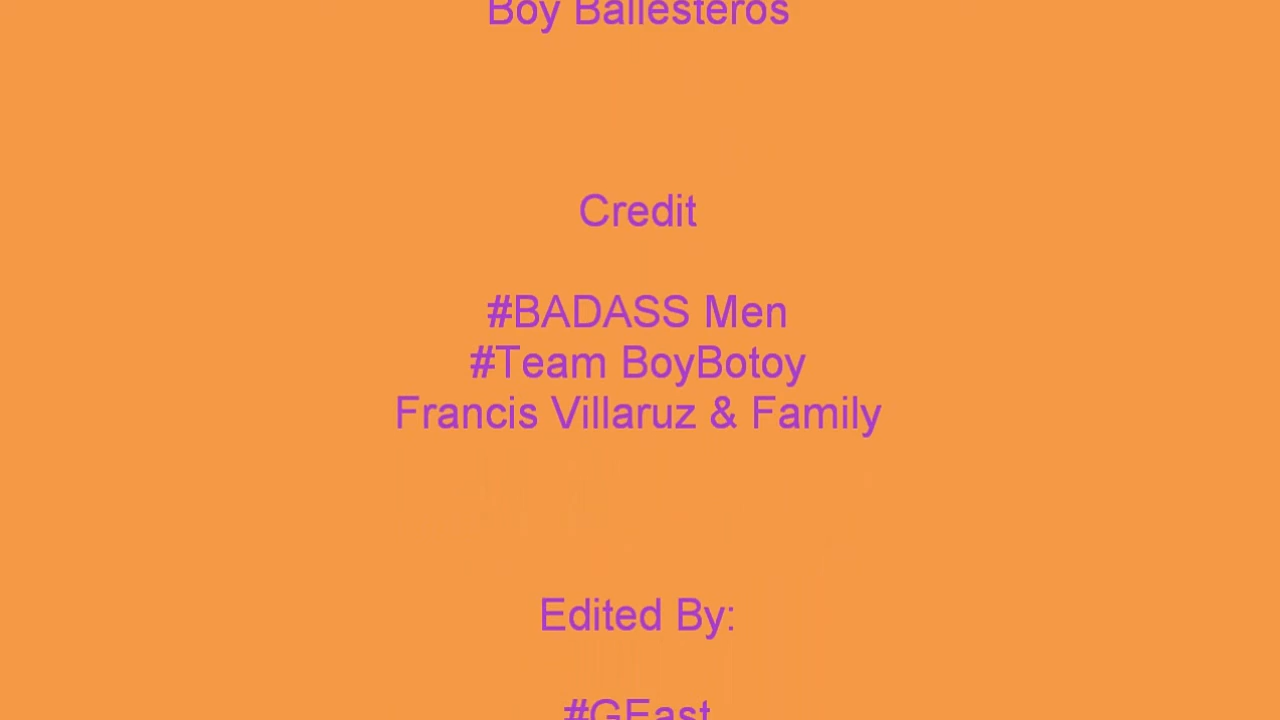 Boy Ballesteros
Credit
#BADASS Men
#Team BoyBotoy
Francis Villaruz & Family
Edited By:
#GEast